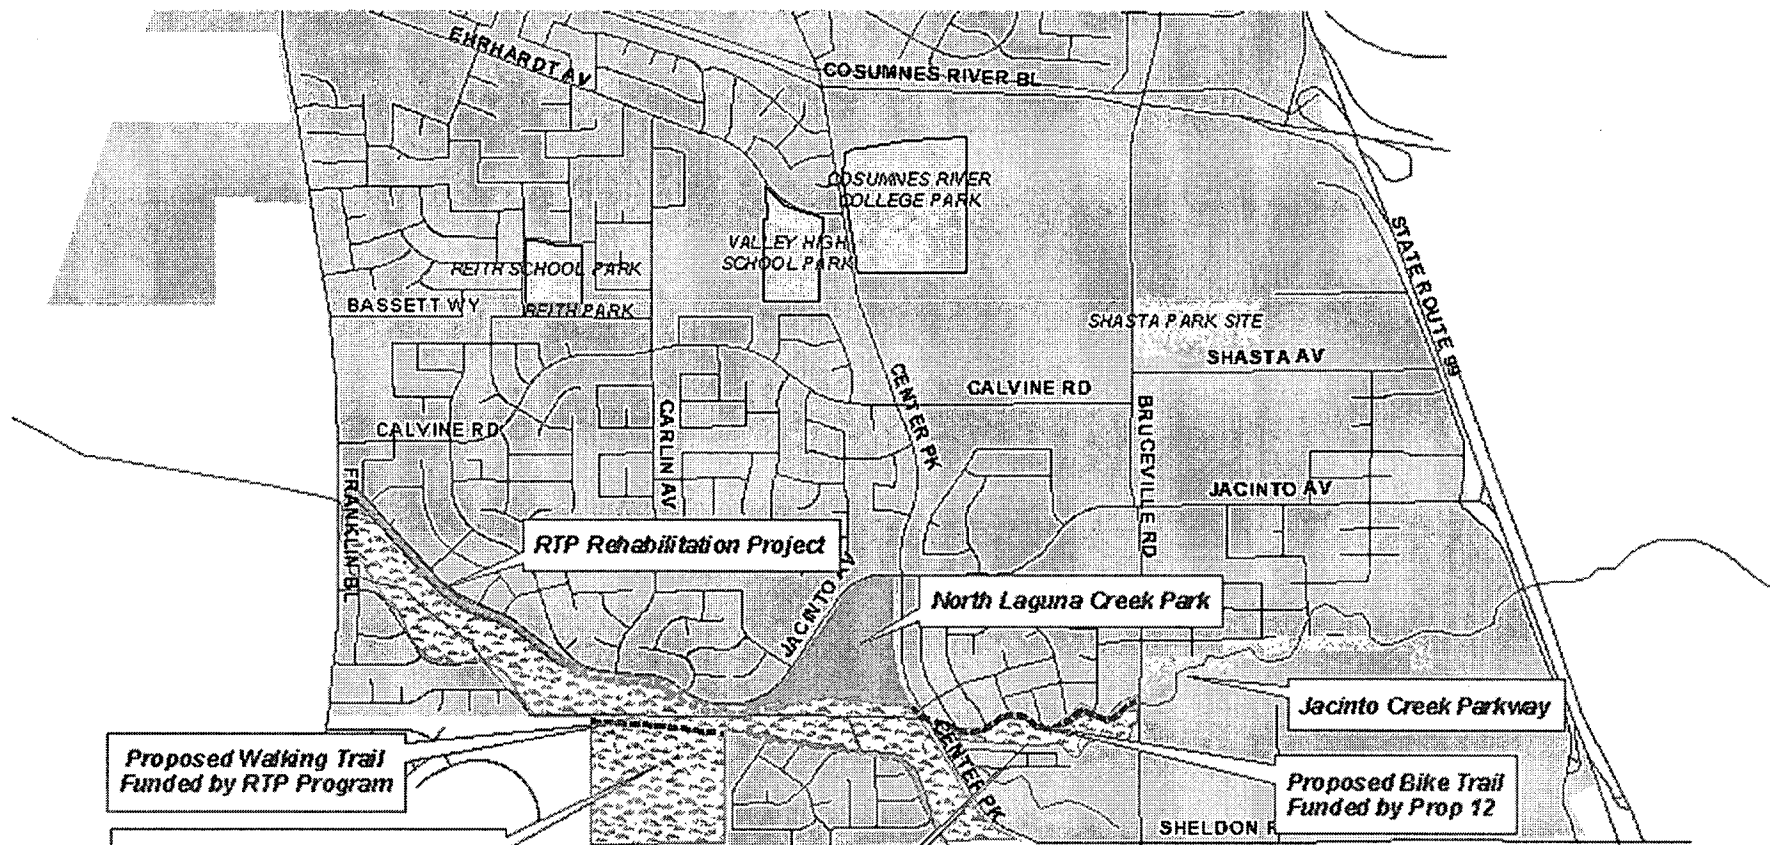 EHRHARDT AV
COSUMNES RIVER BL
COSUMNES RIVER
COLLEGE PARK
VALLEY HIGH
SCHOOL PARK
REITH SCHOOL PARK
BASSETT WY
REITH PARK
STATE ROUTE 99
SHASTA PARK SITE
SHASTA AV
CALVINE RD
CENTER PK
CALVINE RD
CARLIN AV
BRUCEVILLE RD
JACINTO AV
FRANKLIN BL
RTP Rehabilitation Project
JACINTO AV
North Laguna Creek Park
Jacinto Creek Parkway
Proposed Walking Trail
Funded by RTP Program
CENTER PK
Proposed Bike Trail
Funded by Prop 12
SHELDON R